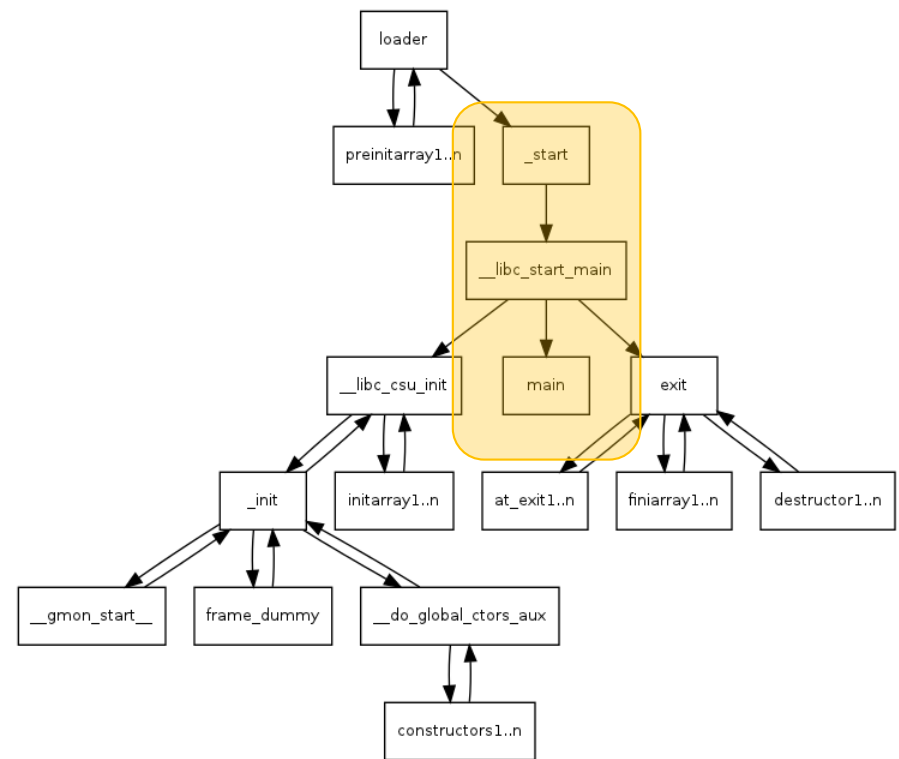 loader
preinitarray1..n
_start
__libc_start_main
__libc_csu_init
main
exit
_init
initarray1..n
at_exit1..n
finiarray1..n
destructor1..n
__gmon_start__
frame_dummy
__do_global_ctors_aux
constructors1..n